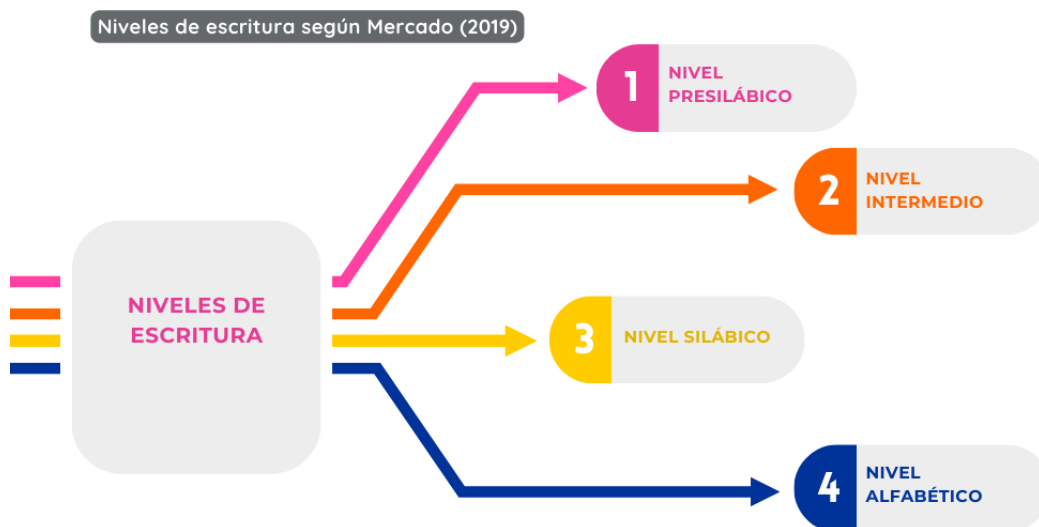 Niveles de escritura según Mercado (2019)
1
NIVEL
PRESILÁBICO
2
NIVEL
INTERMEDIO
NIVELES DE
ESCRITURA
3
NIVEL SILÁBICO
4
NIVEL
ALFABÉTICO